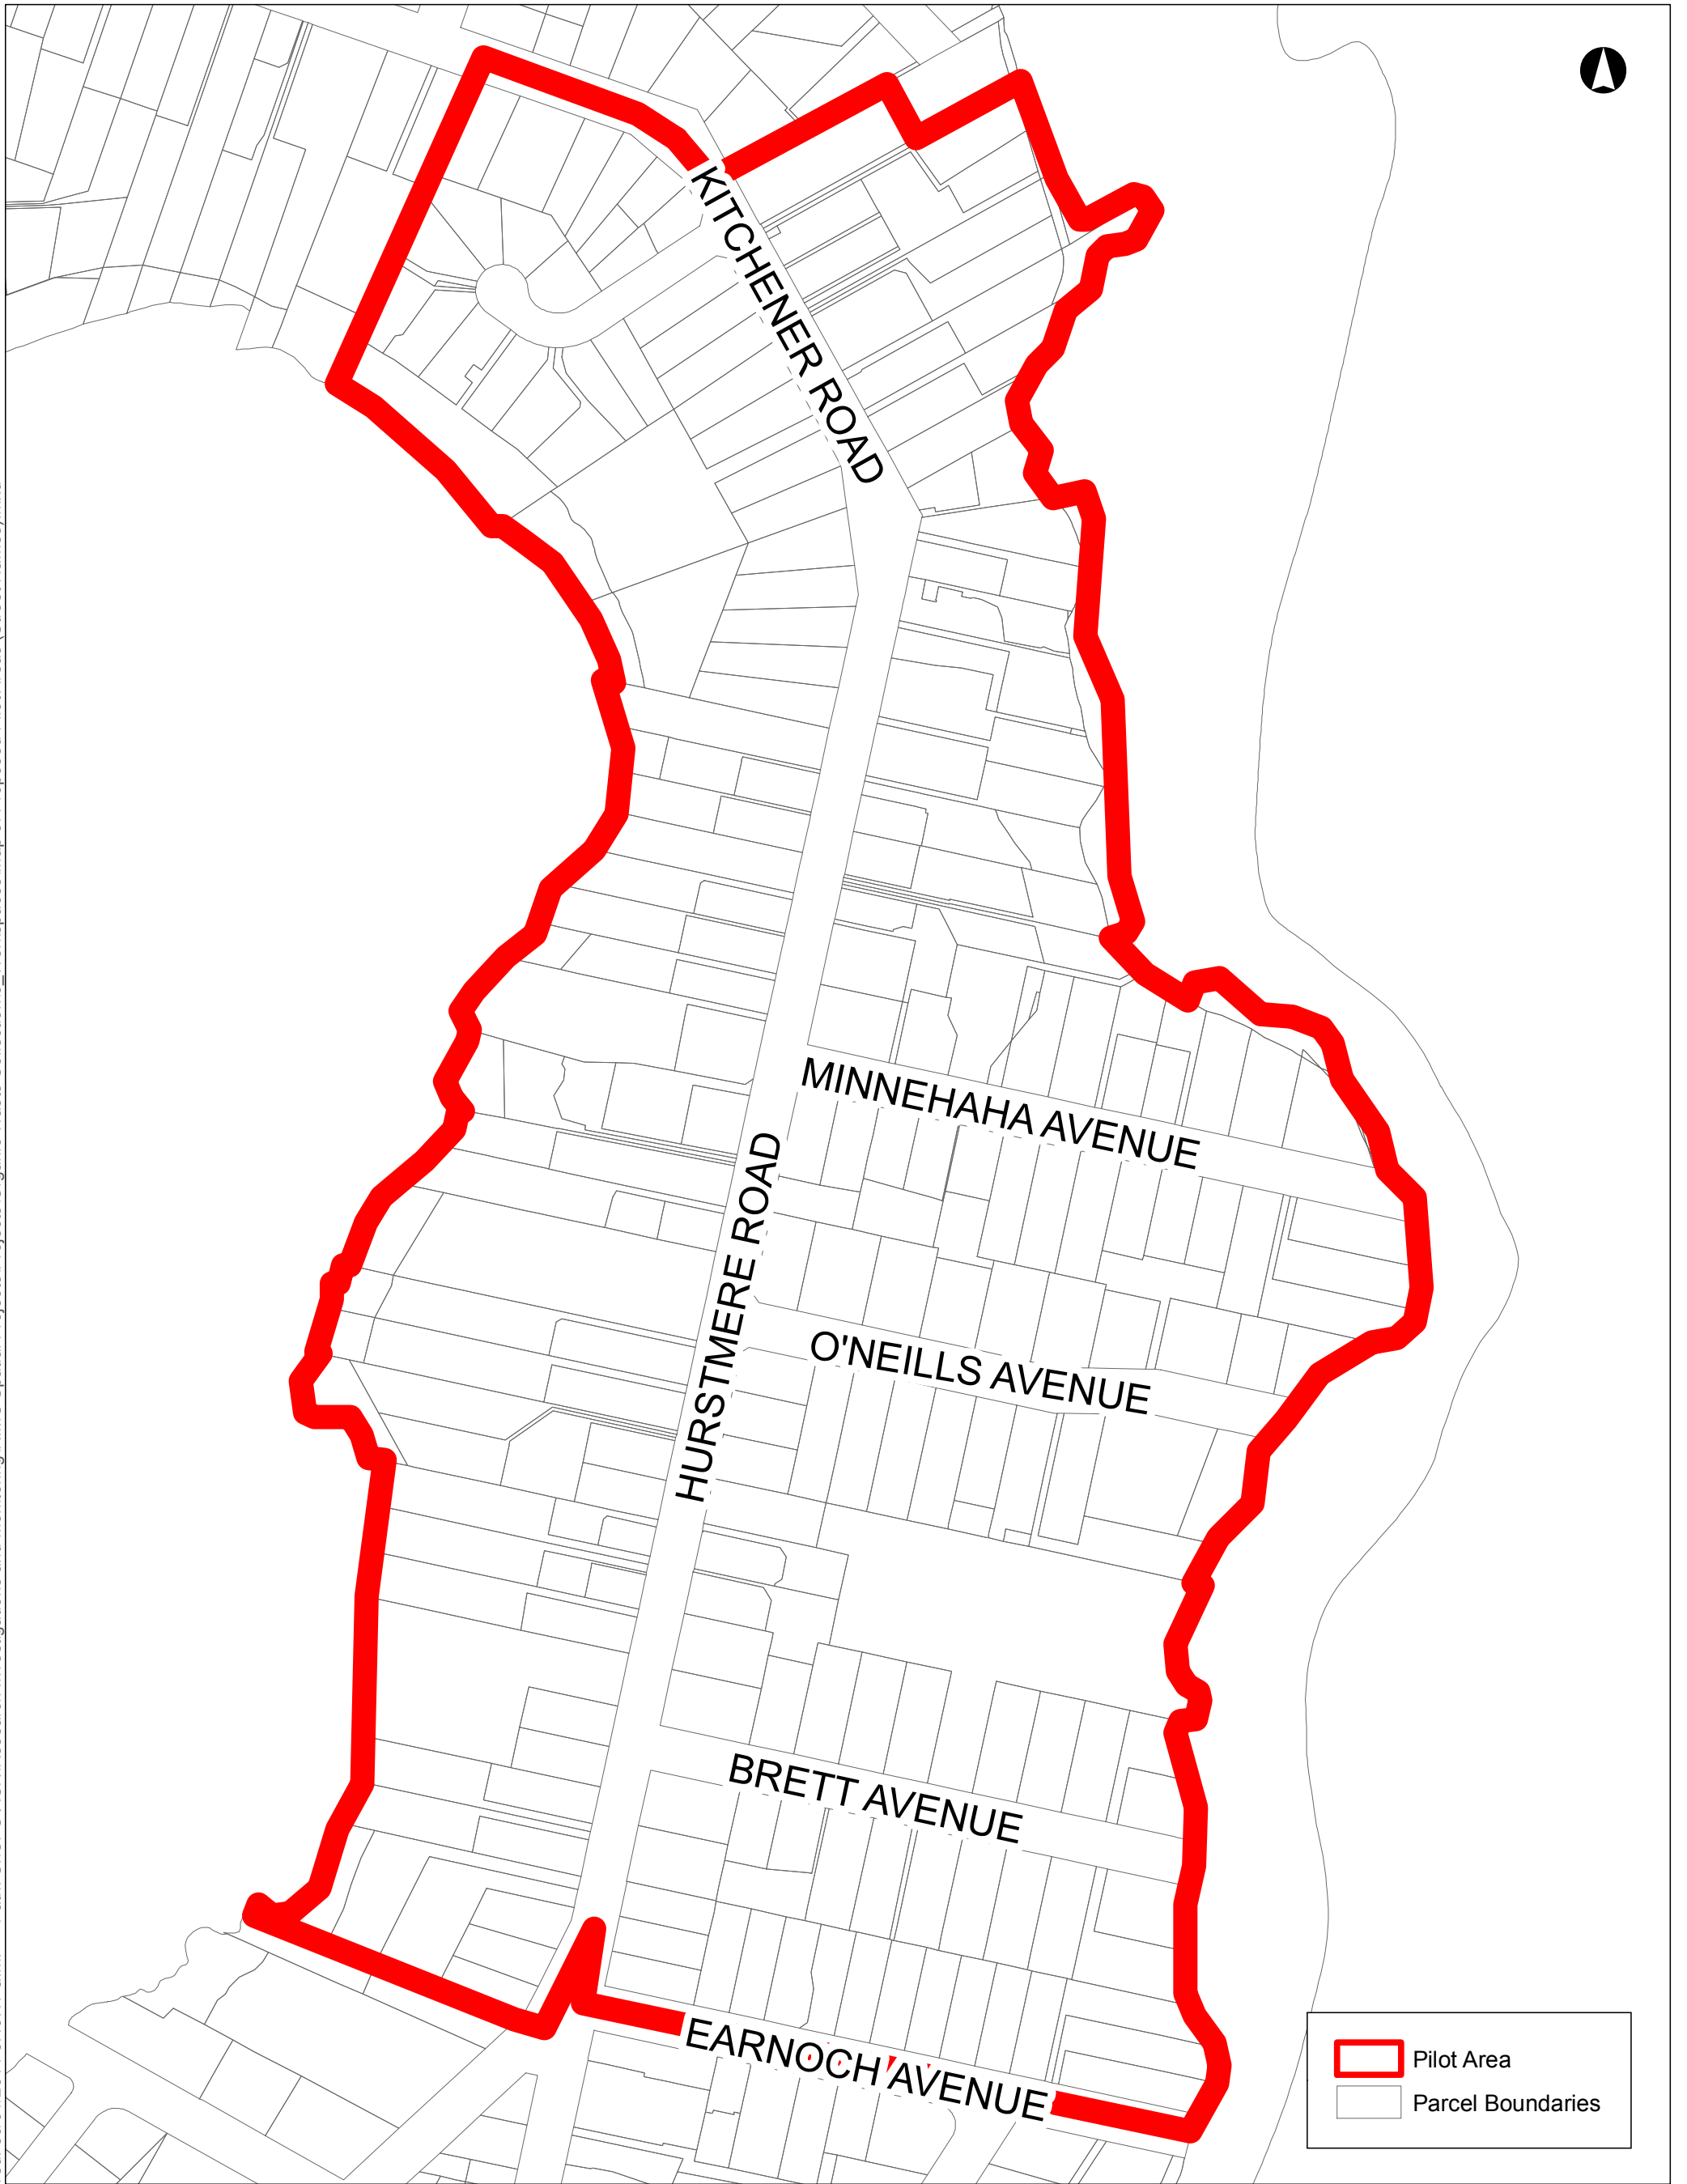 KITCHENER ROAD
MINNEHAHA AVENUE
HURSTMERE ROAD
O'NEILLS AVENUE
BRETT AVENUE
EARNOCH AVENUE
Pilot Area
Parcel Boundaries